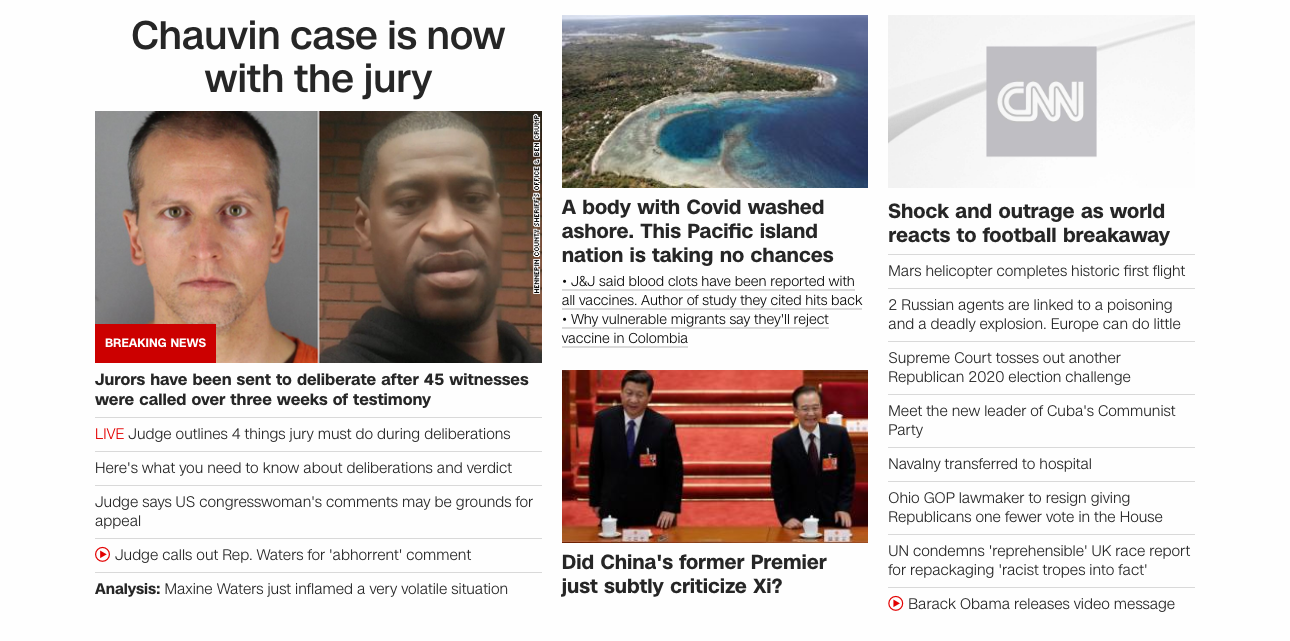 Chauvin case is now
with the jury
HENNEPIN COUNTY SHERIFF'S OFFICE & BEN CRUMP
BREAKING NEWS
Jurors have been sent to deliberate after 45 witnesses
were called over three weeks of testimony
LIVE Judge outlines 4 things jury must do during deliberations
Here's what you need to know about deliberations and verdict
Judge says US congresswoman's comments may be grounds for
appeal
Judge calls out Rep. Waters for 'abhorrent' comment
Analysis: Maxine Waters just inflamed a very volatile situation
A body with Covid washed
ashore. This Pacific island
nation is taking no chances
• J&J said blood clots have been reported with
all vaccines. Author of study they cited hits back
• Why vulnerable migrants say they'll reject
vaccine in Colombia
Did China's former Premier
just subtly criticize Xi?
CNN
Shock and outrage as world
reacts to football breakaway
Mars helicopter completes historic first flight
2 Russian agents are linked to a poisoning
and a deadly explosion. Europe can do little
Supreme Court tosses out another
Republican 2020 election challenge
Meet the new leader of Cuba's Communist
Party
Navalny transferred to hospital
Ohio GOP lawmaker to resign giving
Republicans one fewer vote in the House
UN condemns 'reprehensible' UK race report
for repackaging 'racist tropes into fact'
Barack Obama releases video message